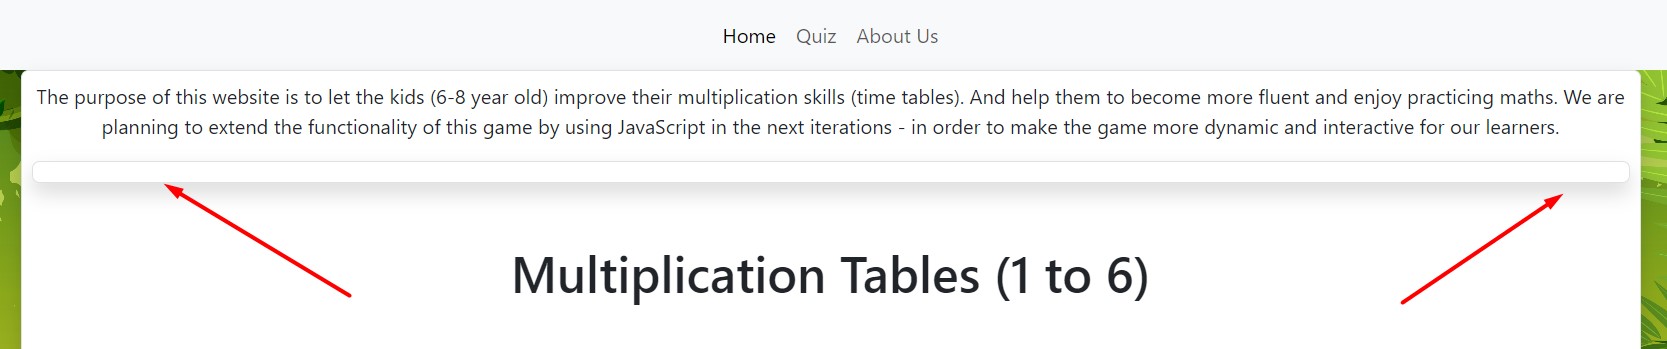 Home Quiz About Us
The purpose of this website is to let the kids (6-8 year old) improve their multiplication skills (time tables). And help them to become more fluent and enjoy practicing maths. We are
planning to extend the functionality of this game by using JavaScript in the next iterations - in order to make the game more dynamic and interactive for our learners.
Multiplication Tables (1 to 6)